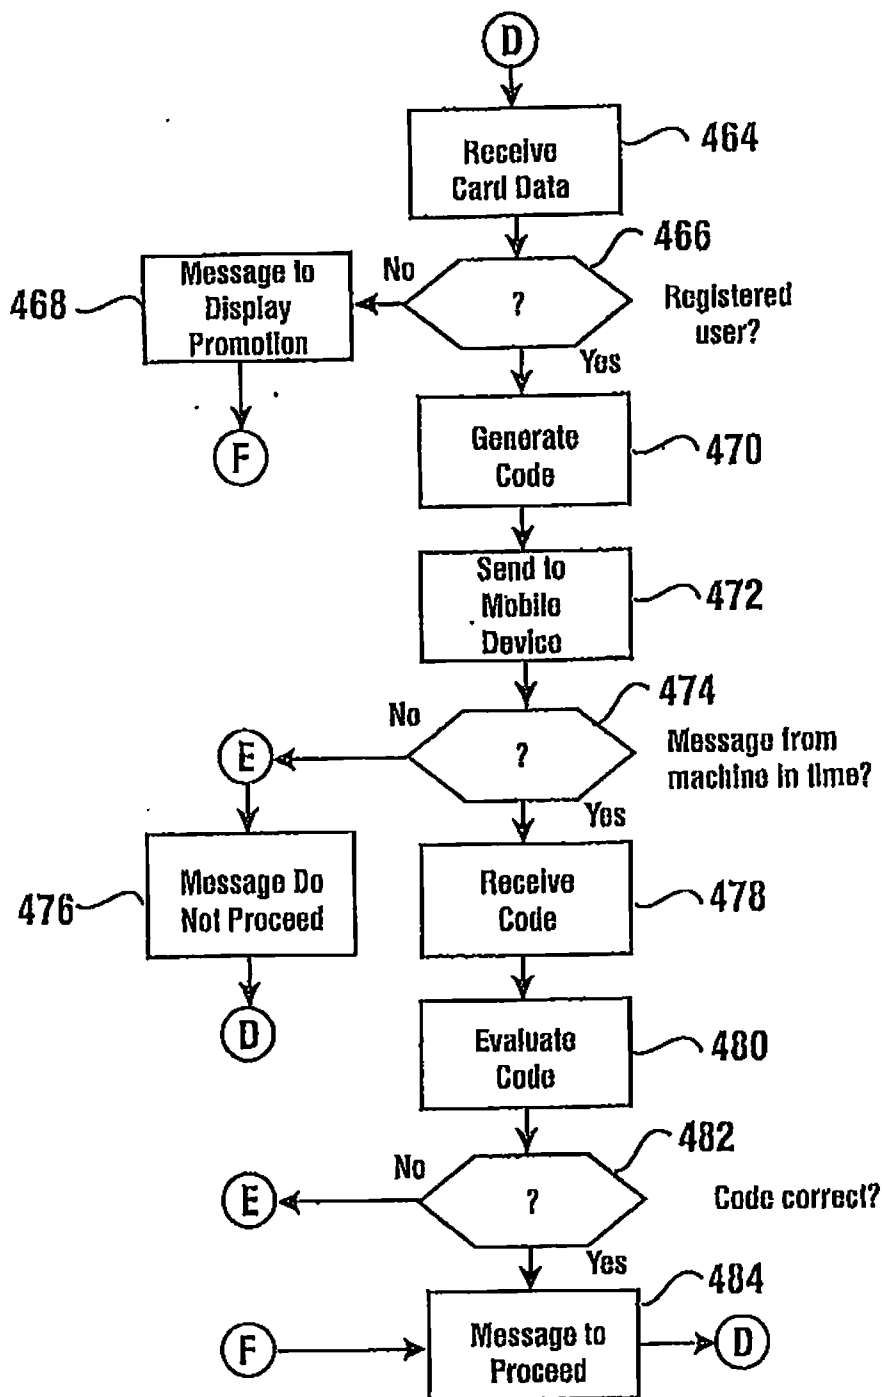 D
Receive
Card Data
464
466
No
?
Registered
user?
Message to
Display
Promotion
468
Yes
F
Generate
Code
470
Send to
Mobile
Device
472
474
No
?
Message from
machine in time?
E
Yes
Message Do
Not Proceed
476
Receive
Code
478
D
Evaluate
Code
480
482
No
?
Code correct?
E
Yes
484
F
Message to
Proceed
D